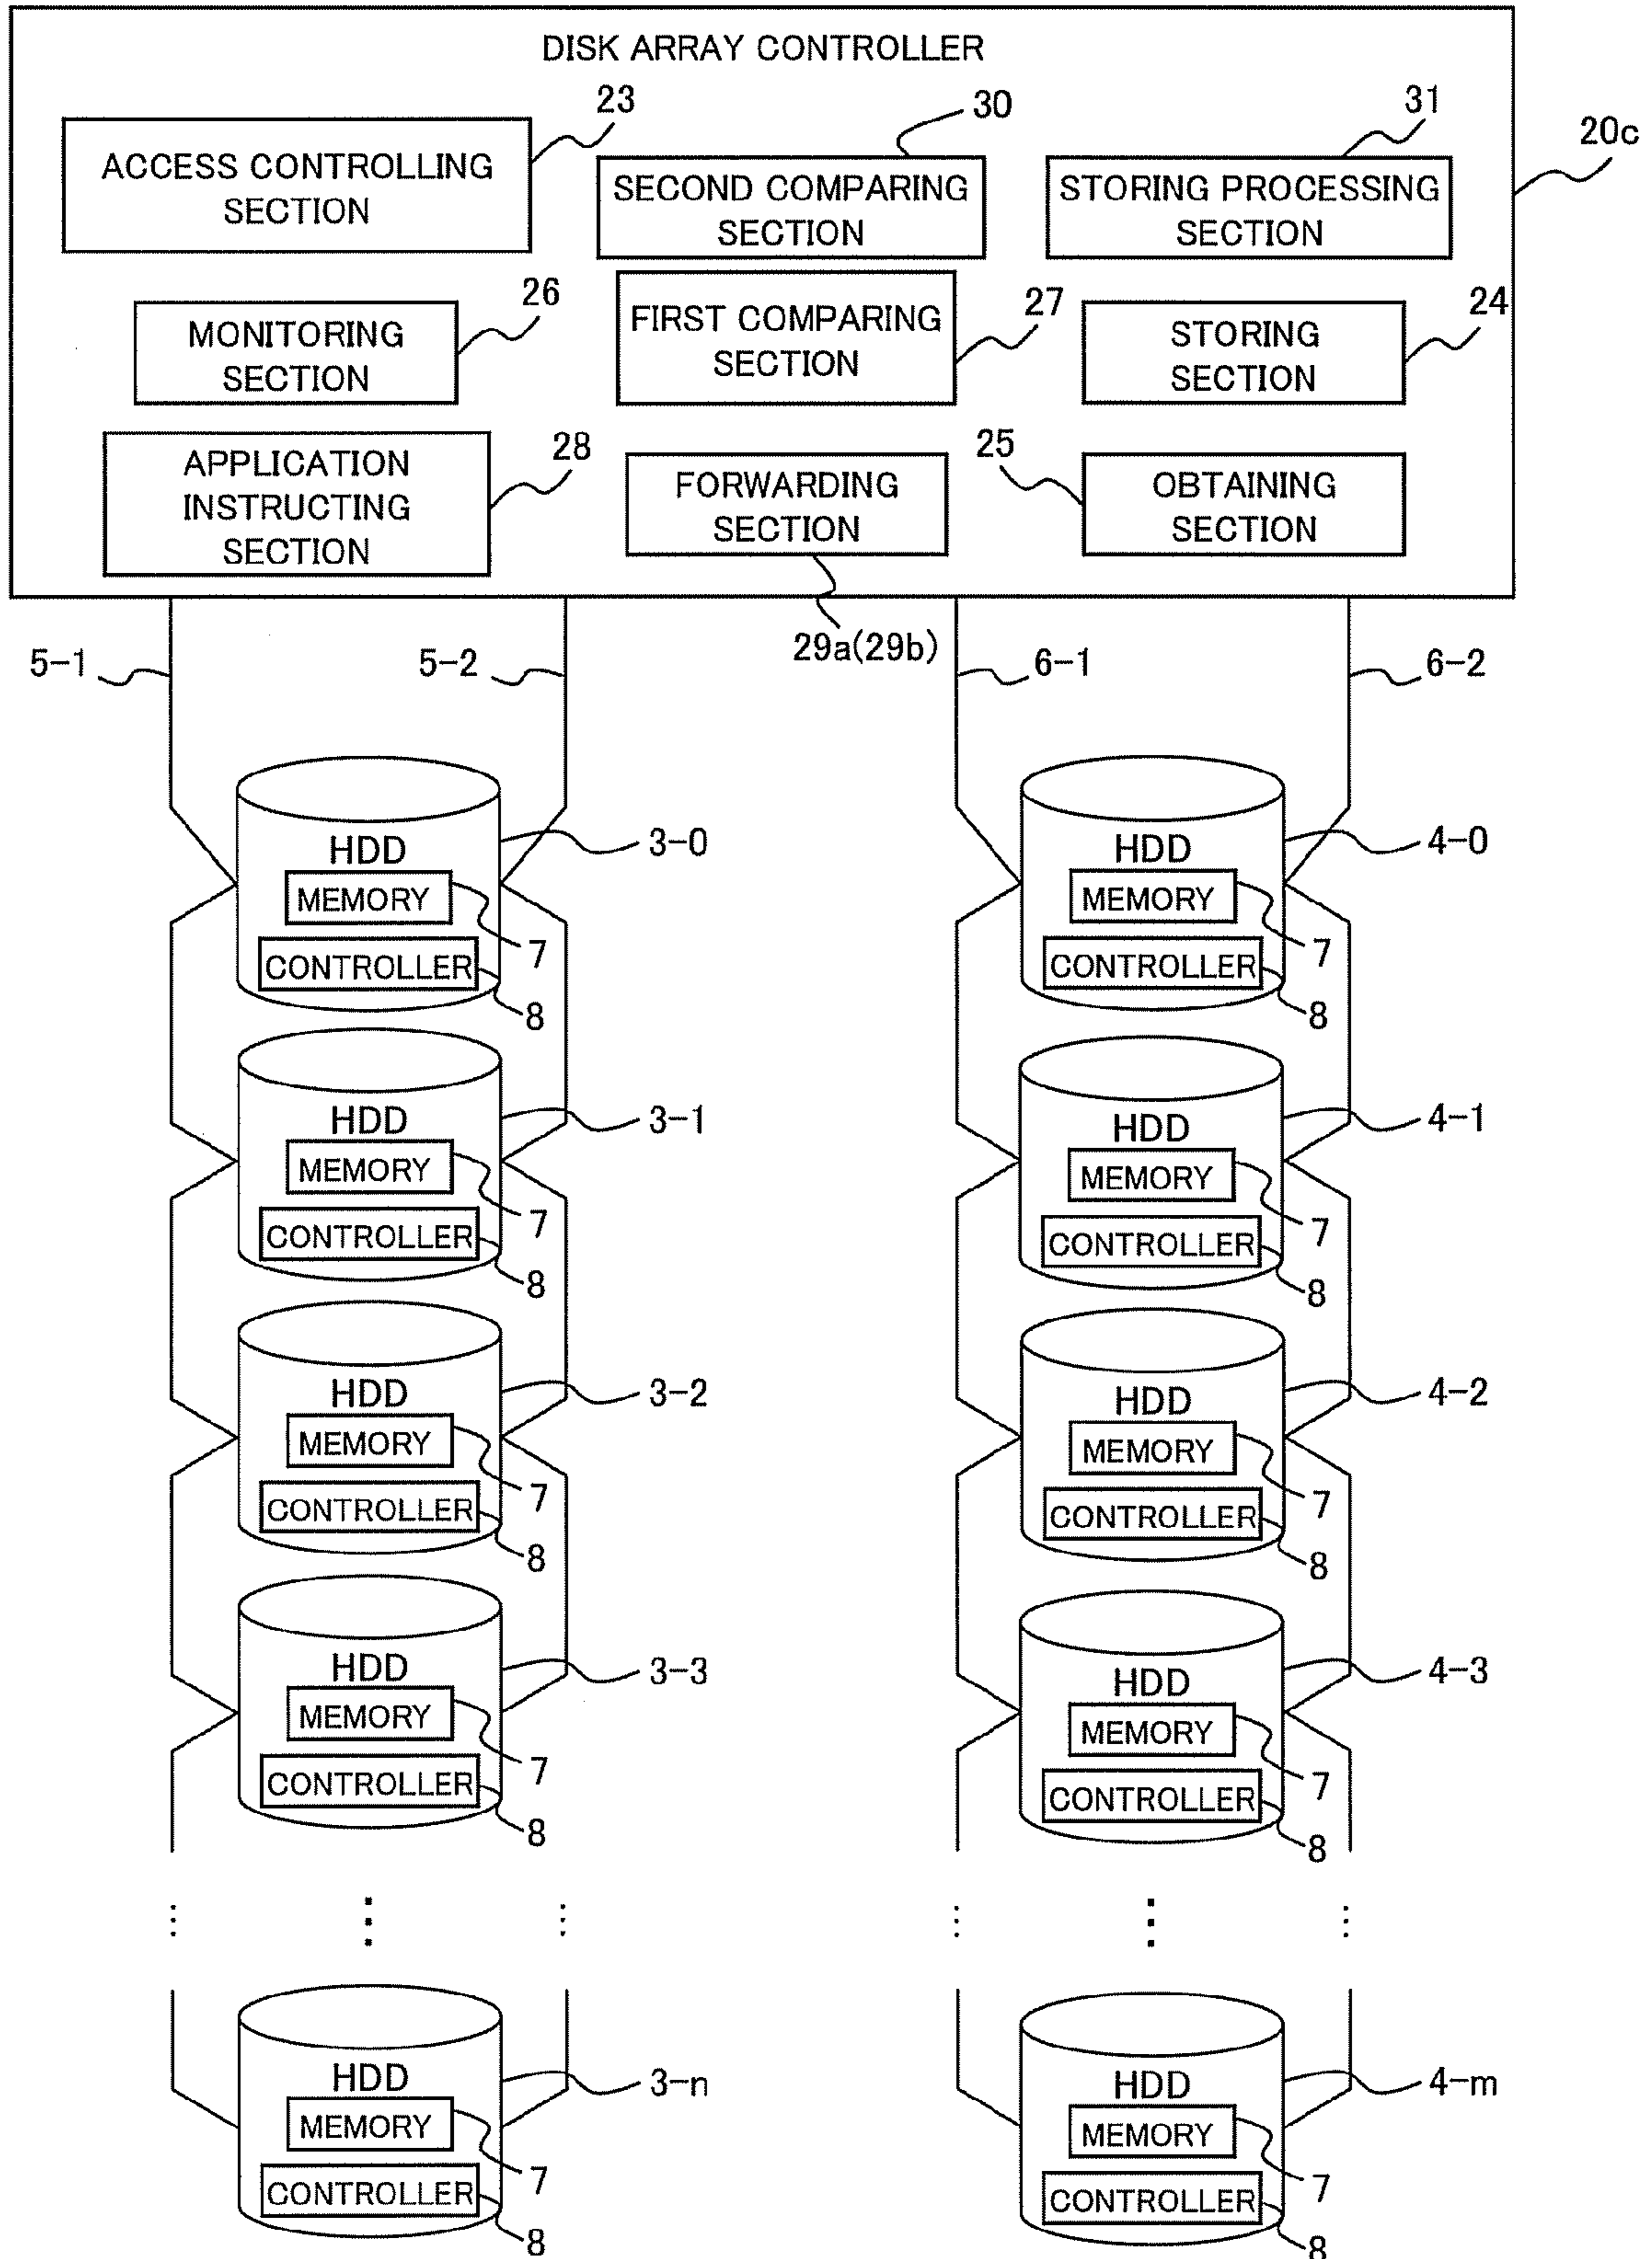 DISK ARRAY CONTROLLER
23
30
31
20c
ACCESS CONTROLLING
SECTION
SECOND COMPARING
SECTION
STORING PROCESSING
SECTION
26
27
24
MONITORING
SECTION
FIRST COMPARING
SECTION
STORING
SECTION
28
25
APPLICATION
INSTRUCTING
SECTION
FORWARDING
SECTION
OBTAINING
SECTION
5-1
5-2
29a(29b)
6-1
6-2
HDD
3-0
MEMORY
7
CONTROLLER
8
HDD
4-0
MEMORY
7
CONTROLLER
8
HDD
3-1
MEMORY
7
CONTROLLER
8
HDD
4-1
MEMORY
7
CONTROLLER
8
HDD
3-2
MEMORY
7
CONTROLLER
8
HDD
4-2
MEMORY
7
CONTROLLER
8
HDD
3-3
MEMORY
7
CONTROLLER
8
HDD
4-3
MEMORY
7
CONTROLLER
8
HDD
3-n
MEMORY
7
CONTROLLER
8
HDD
4-m
MEMORY
7
CONTROLLER
8